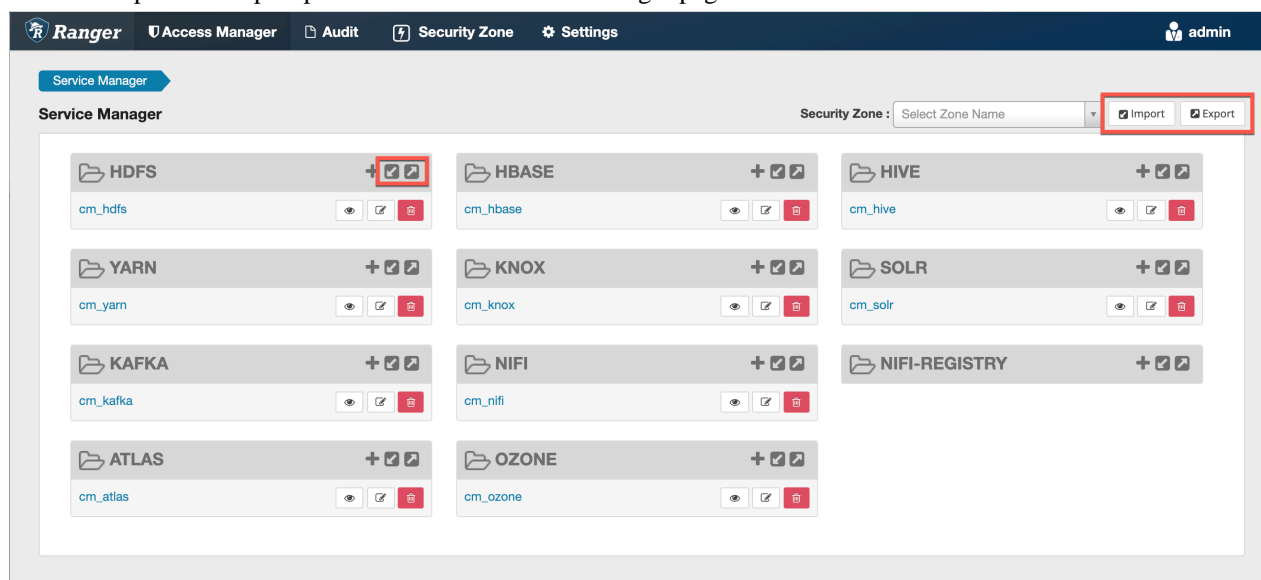 Ranger Access Manager Audit Security Zone Settings admin
Service Manager
Service Manager Security Zone : Select Zone Name Import Export
HDFS HBASE HIVE
cm_hdfs cm_hbase cm_hive
YARN KNOX SOLR
cm_yarn cm_knox cm_solr
KAFKA NIFI NIFI-REGISTRY
cm_kafka cm_nifi
ATLAS OZONE
cm_atlas cm_ozone